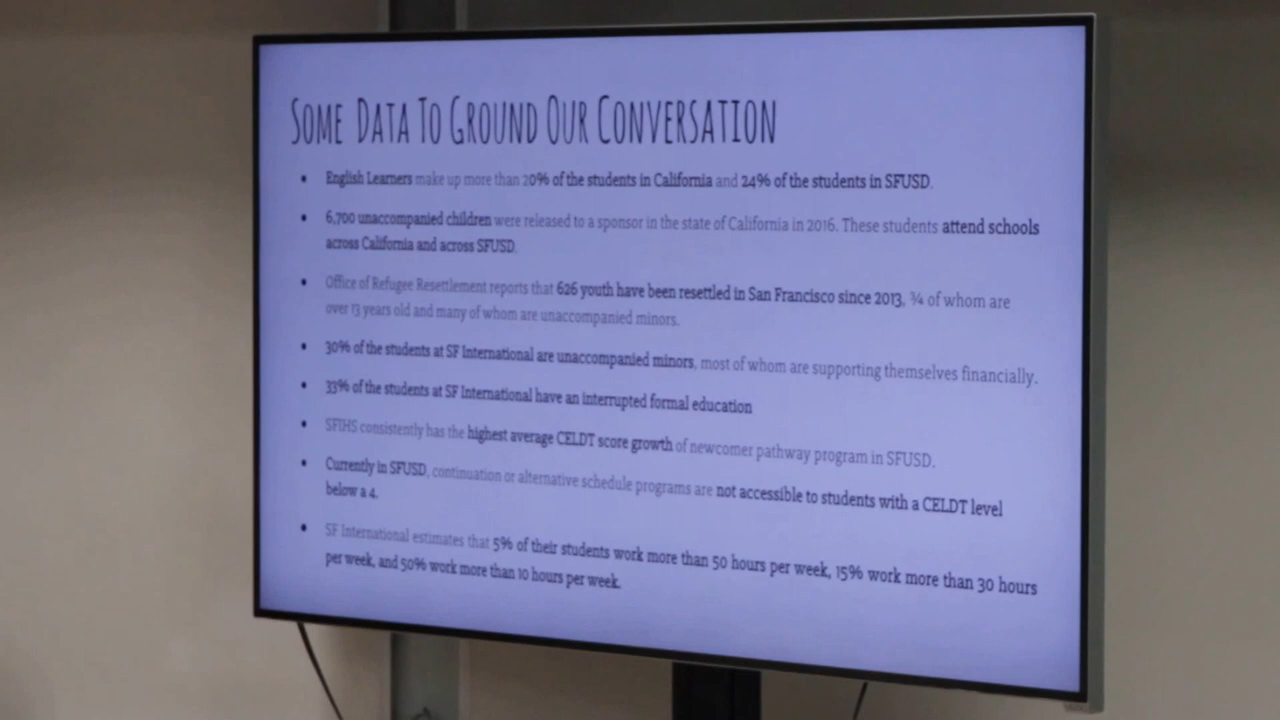 SOME DATA TO GROUND OUR CONVERSATION
• English Learners make up more than 20% of the students in California and 24% of the students in SFUSD.
• 6,700 unaccompanied children were released to a sponsor in the state of California in 2016. These students attend schools
across California and across SFUSD.
• Office of Refugee Resettlement reports that 626 youth have been resettled in San Francisco since 2013, ¾ of whom are
over 13 years old and many of whom are unaccompanied minors.
• 30% of the students at SF International are unaccompanied minors, most of whom are supporting themselves financially.
• 33% of the students at SF International have an interrupted formal education
• SFIHS consistently has the highest average CELDT score growth of newcomer pathway program in SFUSD.
• Currently in SFUSD, continuation or alternative schedule programs are not accessible to students with a CELDT level
below a 4.
• SF International estimates that 5% of their students work more than 50 hours per week, 15% work more than 30 hours
per week, and 50% work more than 10 hours per week.